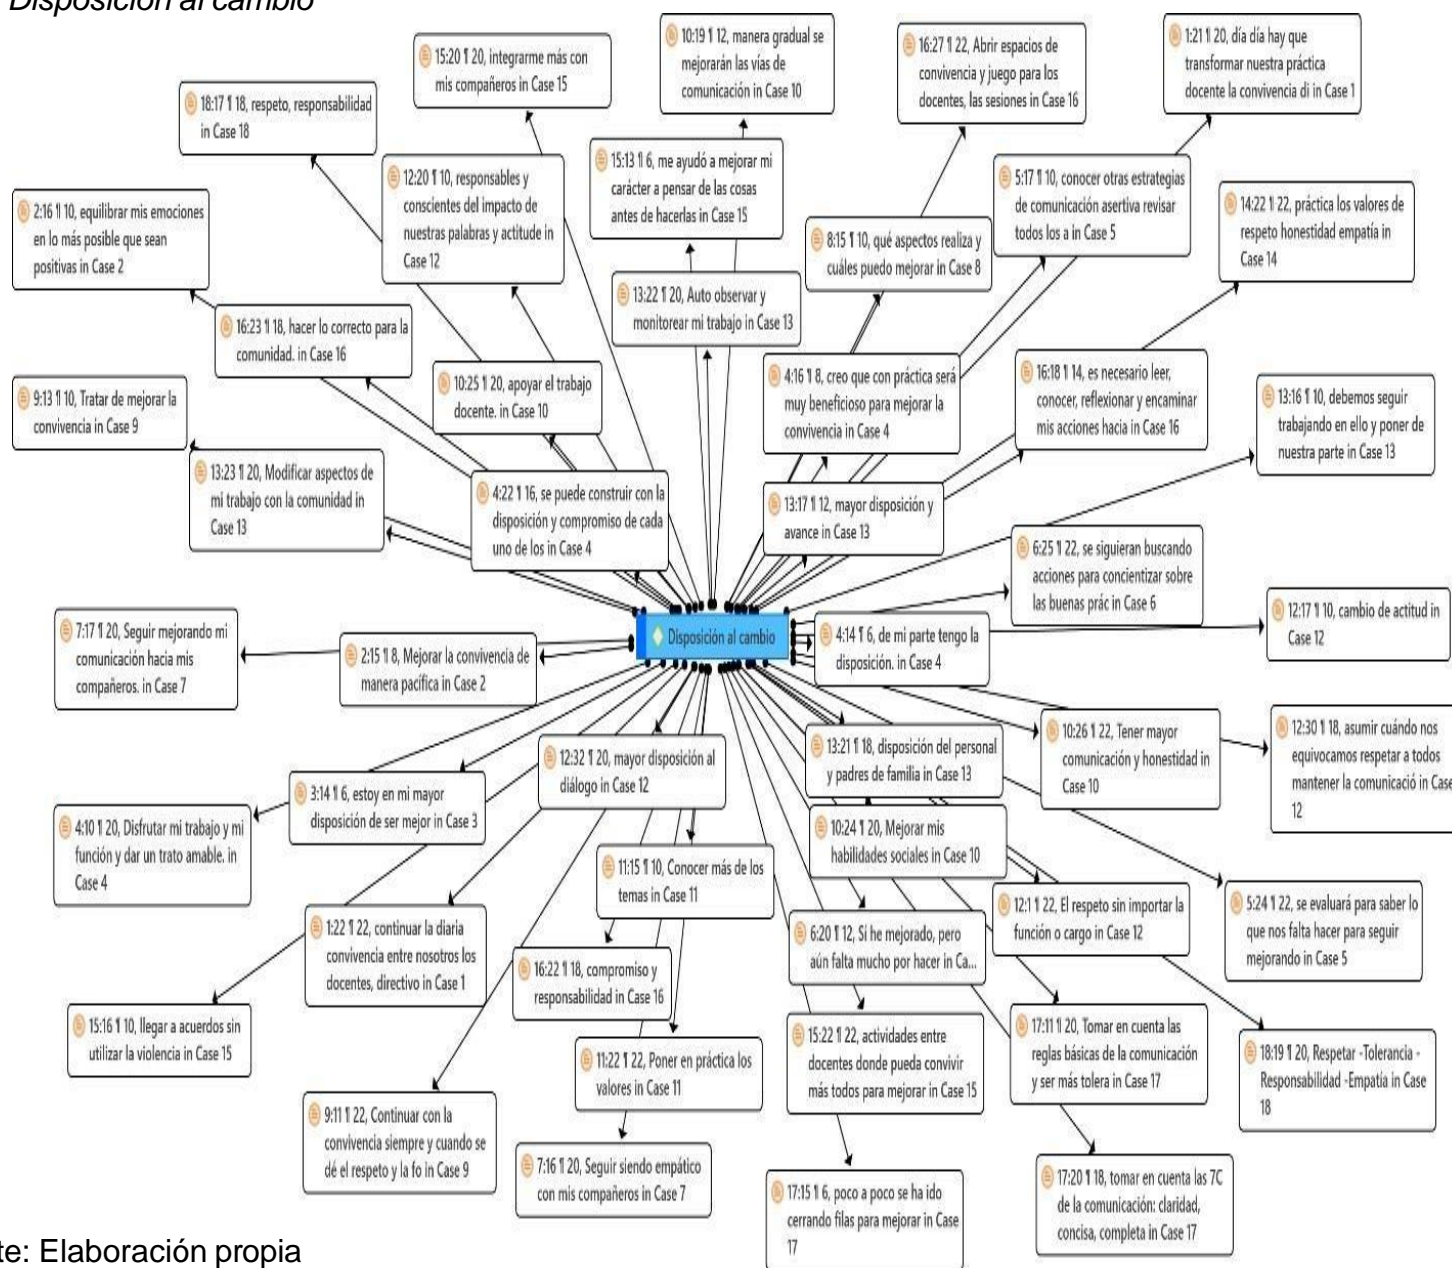 Disposición al cambio
15:20 ¶ 20, integrarme más con
mis compañeros in Case 15
10:19 ¶ 12, manera gradual se
mejorarán las vías de
comunicación in Case 10
16:27 ¶ 22, Abrir espacios de
convivencia y juego para los
docentes, las sesiones in Case 16
1:21 ¶ 20, día día hay que
transformar nuestra práctica
docente la convivencia di in Case 1
18:17 ¶ 18, respeto, responsabilidad
in Case 18
12:20 ¶ 10, responsables y
conscientes del impacto de
nuestras palabras y actitude in
Case 12
15:13 ¶ 6, me ayudó a mejorar mi
carácter a pensar de las cosas
antes de hacerlas in Case 15
5:17 ¶ 10, conocer otras estrategias
de comunicación asertiva revisar
todos los a in Case 5
14:22 ¶ 22, práctica los valores de
respeto honestidad empatía in
Case 14
2:16 ¶ 10, equilibrar mis emociones
en lo más posible que sean
positivas in Case 2
8:15 ¶ 10, qué aspectos realiza y
cuáles puedo mejorar in Case 8
13:22 ¶ 20, Auto observar y
monitorear mi trabajo in Case 13
16:23 ¶ 18, hacer lo correcto para la
comunidad. in Case 16
10:25 ¶ 20, apoyar el trabajo
docente. in Case 10
4:16 ¶ 8, creo que con práctica será
muy beneficioso para mejorar la
convivencia in Case 4
16:18 ¶ 14, es necesario leer,
conocer, reflexionar y encaminar
mis acciones hacia in Case 16
13:16 ¶ 10, debemos seguir
trabajando en ello y poner de
nuestra parte in Case 13
9:13 ¶ 10, Tratar de mejorar la
convivencia in Case 9
13:23 ¶ 20, Modificar aspectos de
mi trabajo con la comunidad in
Case 13
4:22 ¶ 16, se puede construir con la
disposición y compromiso de cada
uno de los in Case 4
13:17 ¶ 12, mayor disposición y
avance in Case 13
6:25 ¶ 22, se siguieran buscando
acciones para concientizar sobre
las buenas prác in Case 6
12:17 ¶ 10, cambio de actitud in
Case 12
7:17 ¶ 20, Seguir mejorando mi
comunicación hacia mis
compañeros. in Case 7
2:15 ¶ 8, Mejorar la convivencia de
manera pacífica in Case 2
Disposición al cambio
4:14 ¶ 6, de mi parte tengo la
disposición. in Case 4
10:26 ¶ 22, Tener mayor
comunicación y honestidad in
Case 10
12:30 ¶ 18, asumir cuándo nos
equivocamos respetar a todos
mantener la comunicació in Case
12
12:32 ¶ 20, mayor disposición al
diálogo in Case 12
13:21 ¶ 18, disposición del personal
y padres de familia in Case 13
3:14 ¶ 6, estoy en mi mayor
disposición de ser mejor in Case 3
4:10 ¶ 20, Disfrutar mi trabajo y mi
función y dar un trato amable. in
Case 4
10:24 ¶ 20, Mejorar mis
habilidades sociales in Case 10
11:15 ¶ 10, Conocer más de los
temas in Case 11
12:1 ¶ 22, El respeto sin importar la
función o cargo in Case 12
5:24 ¶ 22, se evaluará para saber lo
que nos falta hacer para seguir
mejorando in Case 5
1:22 ¶ 22, continuar la diaria
convivencia entre nosotros los
docentes, directivo in Case 1
6:20 ¶ 12, Sí he mejorado, pero
aún falta mucho por hacer in Ca...
16:22 ¶ 18, compromiso y
responsabilidad in Case 16
15:16 ¶ 10, llegar a acuerdos sin
utilizar la violencia in Case 15
15:22 ¶ 22, actividades entre
docentes donde pueda convivir
más todos para mejorar in Case 15
17:11 ¶ 20, Tomar en cuenta las
reglas básicas de la comunicación
y ser más tolera in Case 17
18:19 ¶ 20, Respetar -Tolerancia -
Responsabilidad -Empatía in Case
18
11:22 ¶ 22, Poner en práctica los
valores in Case 11
9:11 ¶ 22, Continuar con la
convivencia siempre y cuando se
dé el respeto y la fo in Case 9
7:16 ¶ 20, Seguir siendo empático
con mis compañeros in Case 7
17:15 ¶ 6, poco a poco se ha ido
cerrando filas para mejorar in Case
17
17:20 ¶ 18, tomar en cuenta las 7C
de la comunicación: claridad,
concisa, completa in Case 17
te: Elaboración propia